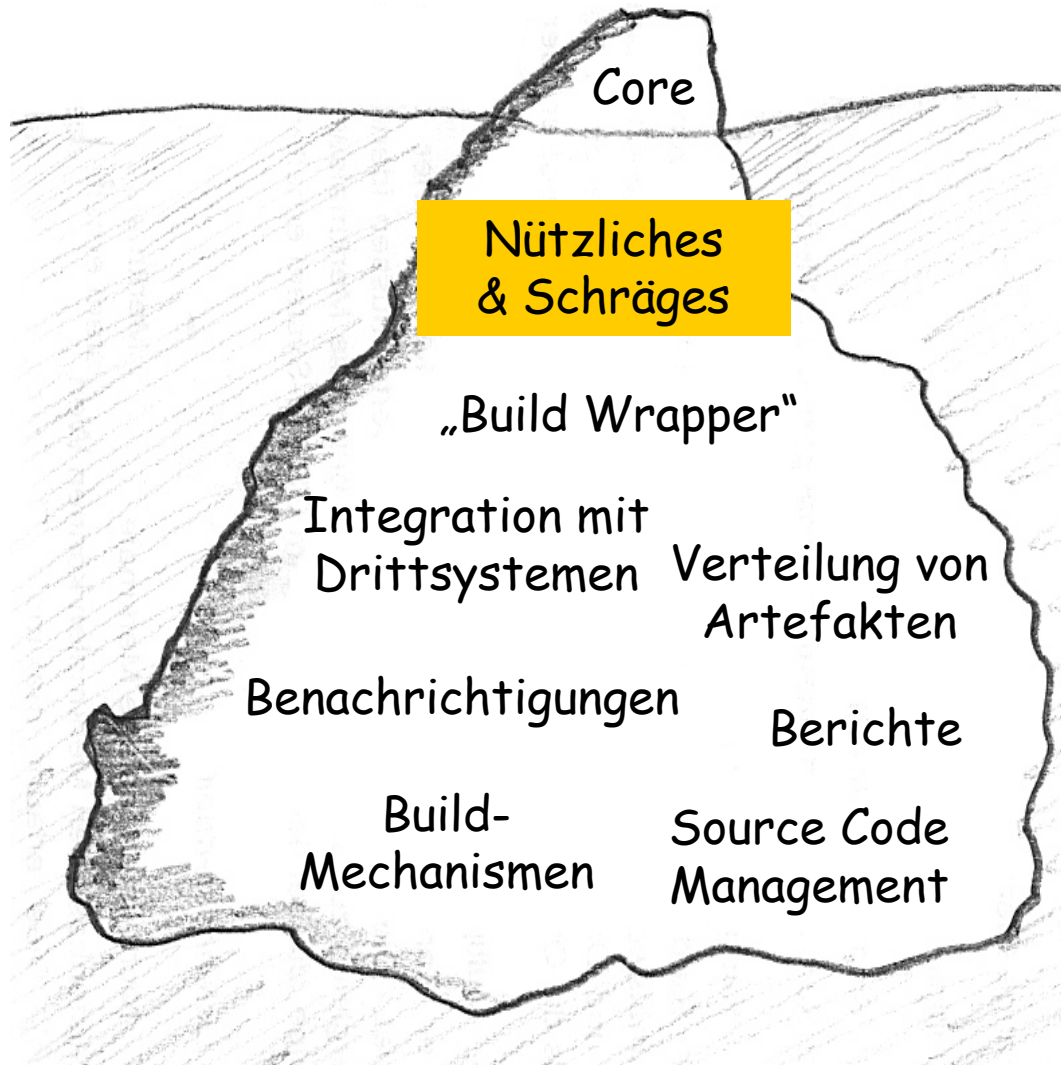 Core
Nützliches
& Schräges
„Build Wrapper“
Integration mit
Drittsystemen
Verteilung von
Artefakten
Benachrichtigungen
Berichte
Build-
Mechanismen
Source Code
Management